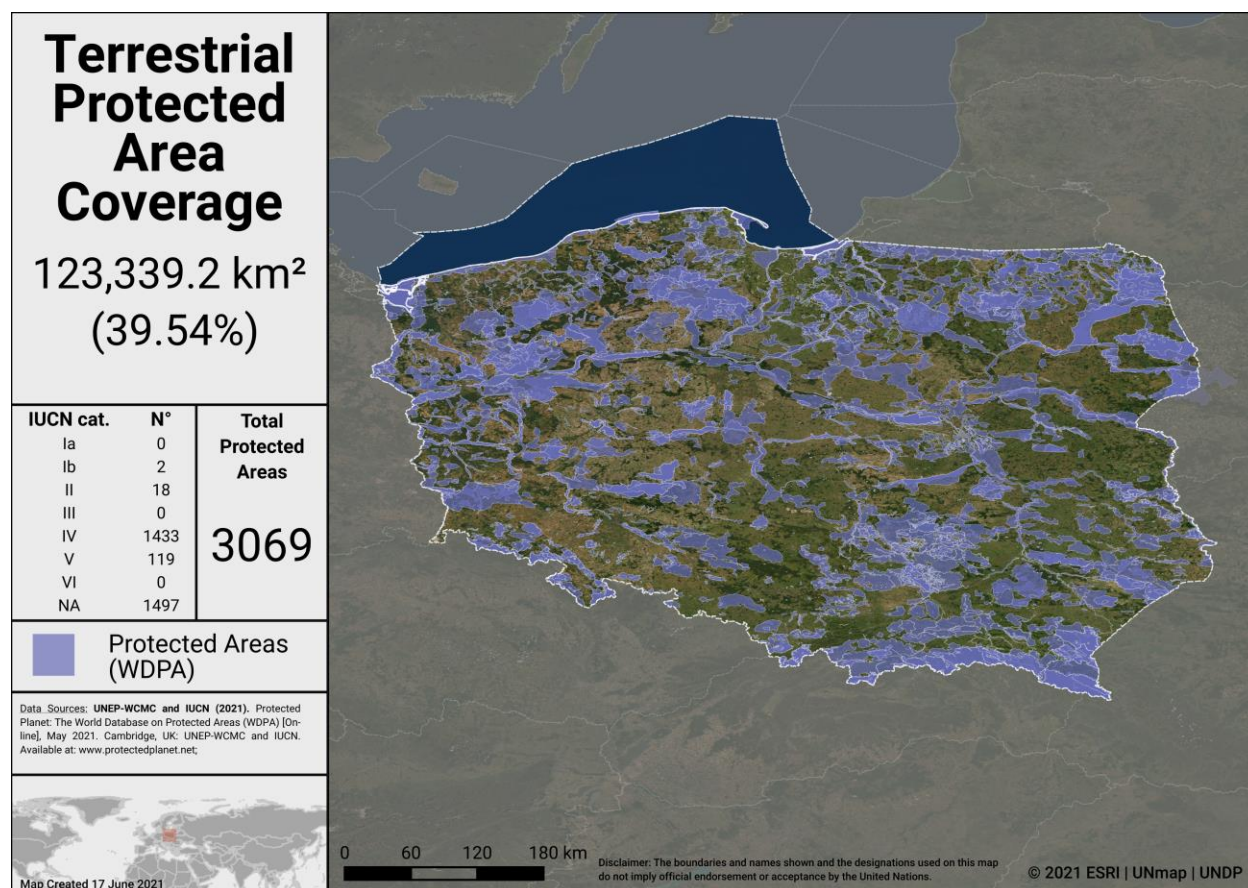 Terrestrial
Protected
Area
Coverage
123,339.2 km²
(39.54%)
IUCN cat. N°
Ia 0
Ib 2
II 18
III 0
IV 1433
V 119
VI 0
NA 1497
Total
Protected
Areas
3069
Protected Areas
(WDPA)
Data Sources: UNEP-WCMC and IUCN (2021). Protected
Planet: The World Database on Protected Areas (WDPA) [On-
line], May 2021. Cambridge, UK: UNEP-WCMC and IUCN.
Available at: www.protectedplanet.net;
Map Created 17 June 2021
0 60 120 180 km
Disclaimer: The boundaries and names shown and the designations used on this map
do not imply official endorsement or acceptance by the United Nations.
© 2021 ESRI | UNmap | UNDP